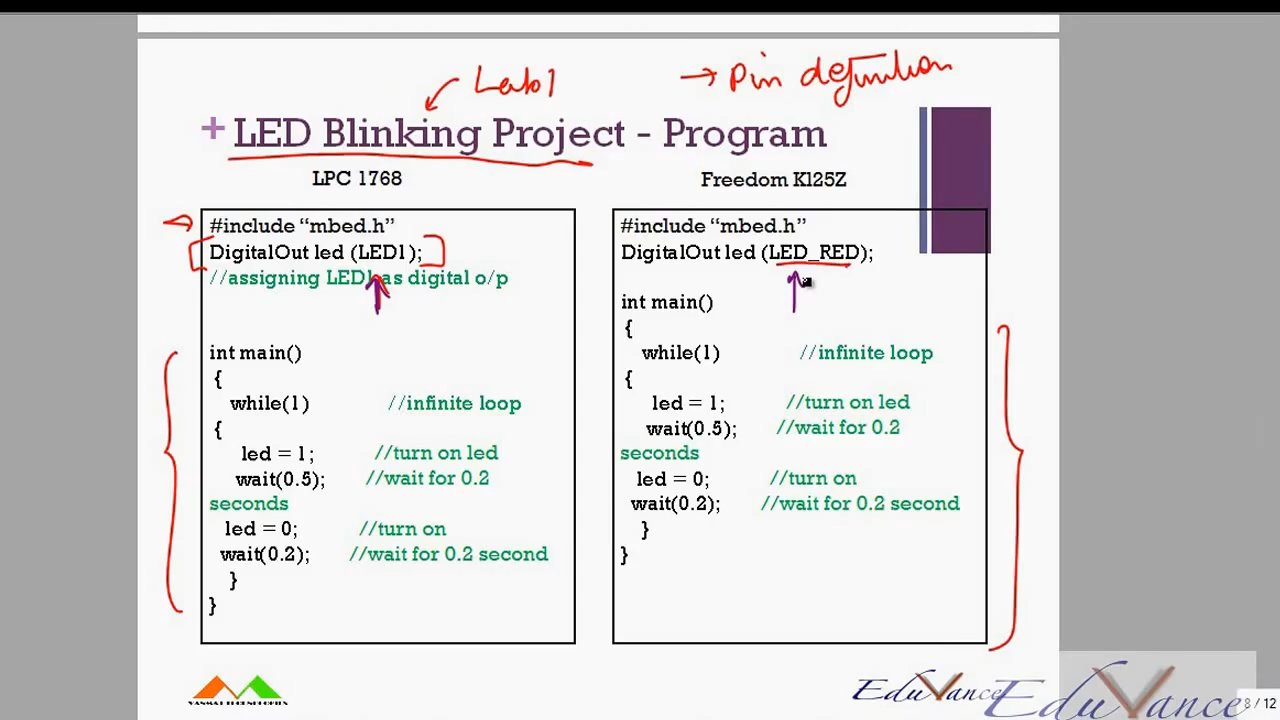 Lab1
→ Pin definition
+ LED Blinking Project - Program
LPC 1768
#include “mbed.h”
DigitalOut led (LED1);
//assigning LED1 as digital o/p
int main()
{
while(1) //infinite loop
{
led = 1; //turn on led
wait(0.5); //wait for 0.2
seconds
led = 0; //turn on
wait(0.2); //wait for 0.2 second
}
}
Freedom Kl25Z
#include “mbed.h”
DigitalOut led (LED_RED);
int main()
{
while(1) //infinite loop
{
led = 1; //turn on led
wait(0.5); //wait for 0.2
seconds
led = 0; //turn on
wait(0.2); //wait for 0.2 second
}
}
EduVance
EduVance
8 / 12